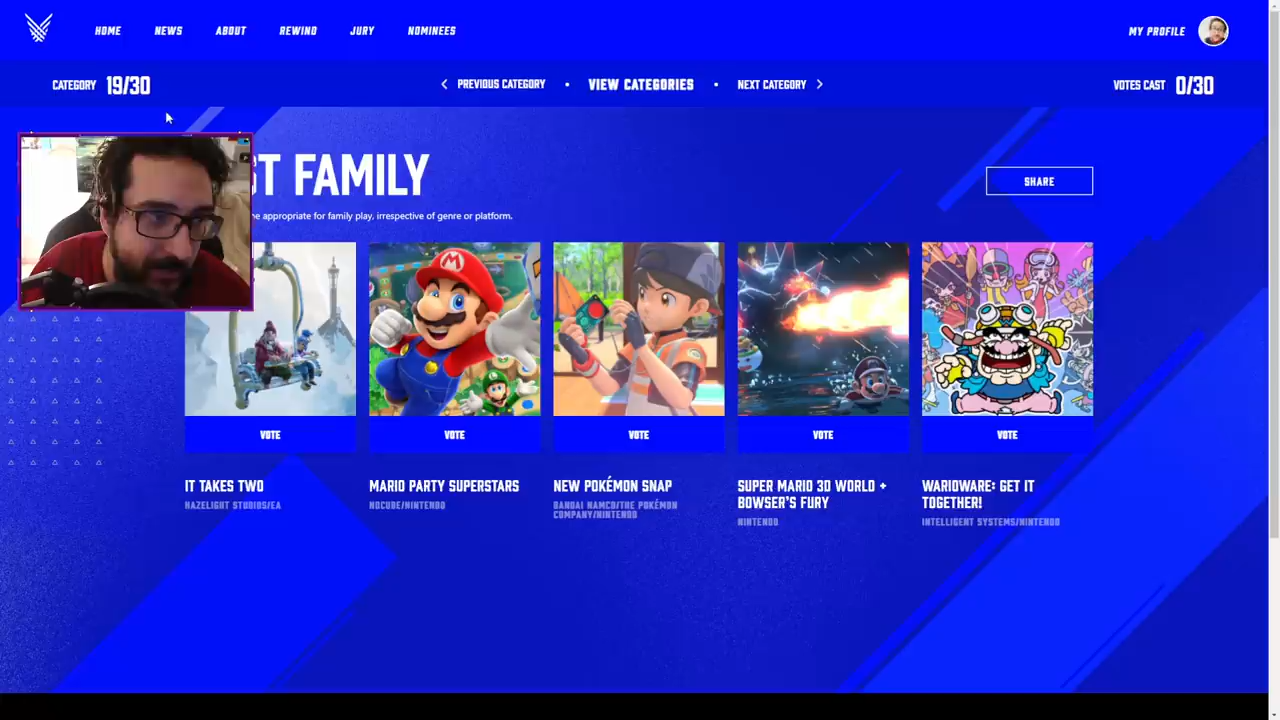 HOME NEWS ABOUT REWIND JURY NOMINEES MY PROFILE
CATEGORY 19/30 PREVIOUS CATEGORY • VIEW CATEGORIES • NEXT CATEGORY VOTES CAST 0/30
ST FAMILY
SHARE
appropriate for family play, irrespective of genre or platform.
M
VOTE VOTE VOTE VOTE VOTE
IT TAKES TWO
HAZELIGHT STUDIOS/EA
MARIO PARTY SUPERSTARS
NDCUBE/NINTENDO
NEW POKÉMON SNAP
BANDAI NAMCO/THE POKÉMON
COMPANY/NINTENDO
SUPER MARIO 3D WORLD +
BOWSER'S FURY
NINTENDO
WARIOWARE: GET IT
TOGETHER!
INTELLIGENT SYSTEMS/NINTENDO